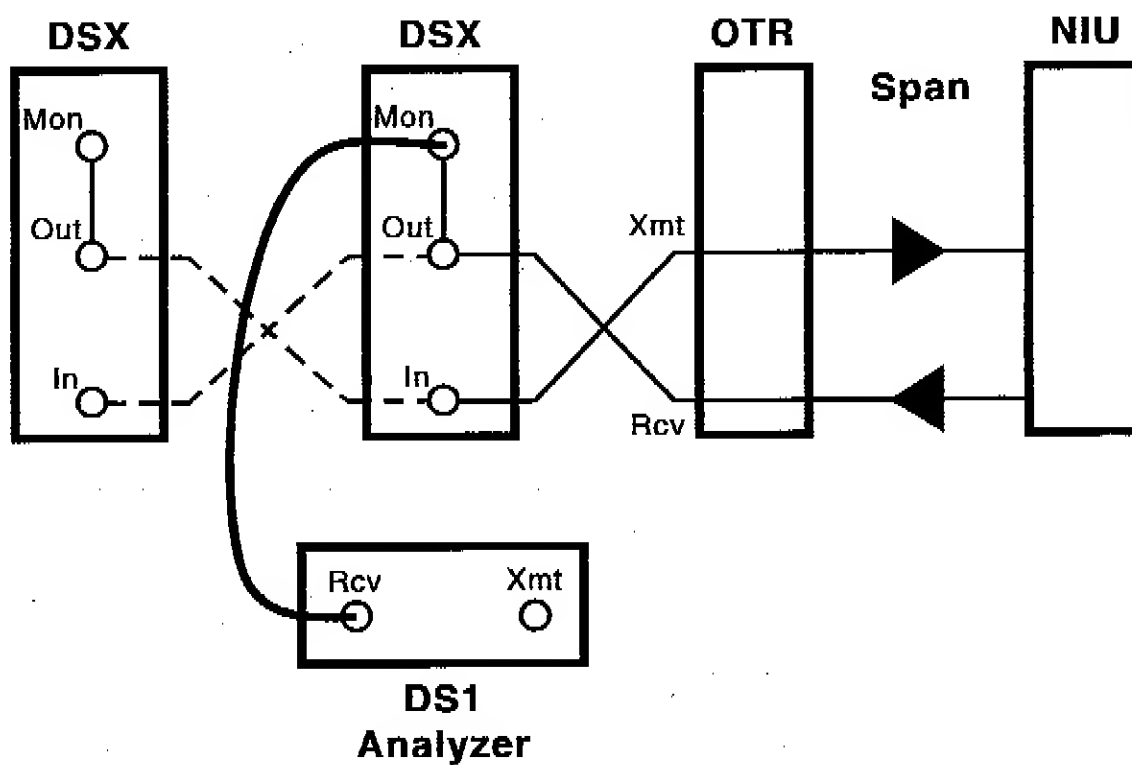 DSX
DSX
OTR
NIU
Span
Mon
Mon
Out
Out
Xmt
In
In
Rcv
Rcv
Xmt
DS1
Analyzer